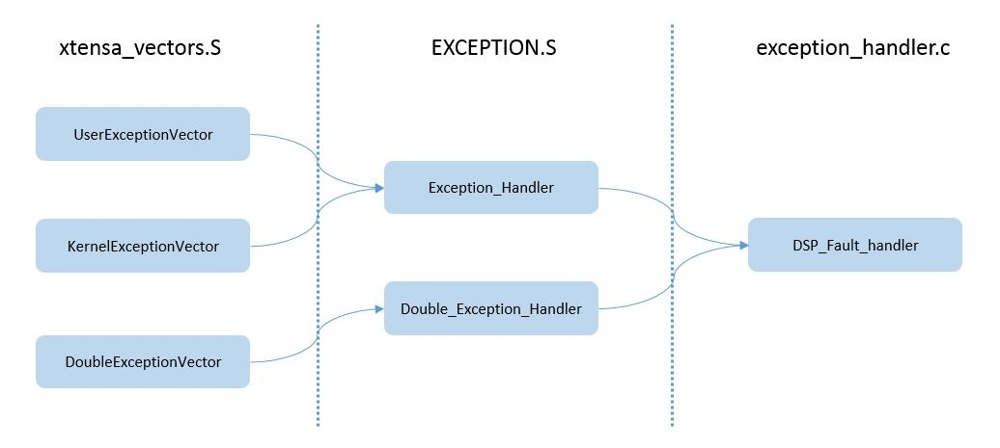 xtensa_vectors.S
EXCEPTION.S
exception_handler.c
UserExceptionVector
Exception_Handler
KernelExceptionVector
DSP_Fault_handler
Double_Exception_Handler
DoubleExceptionVector